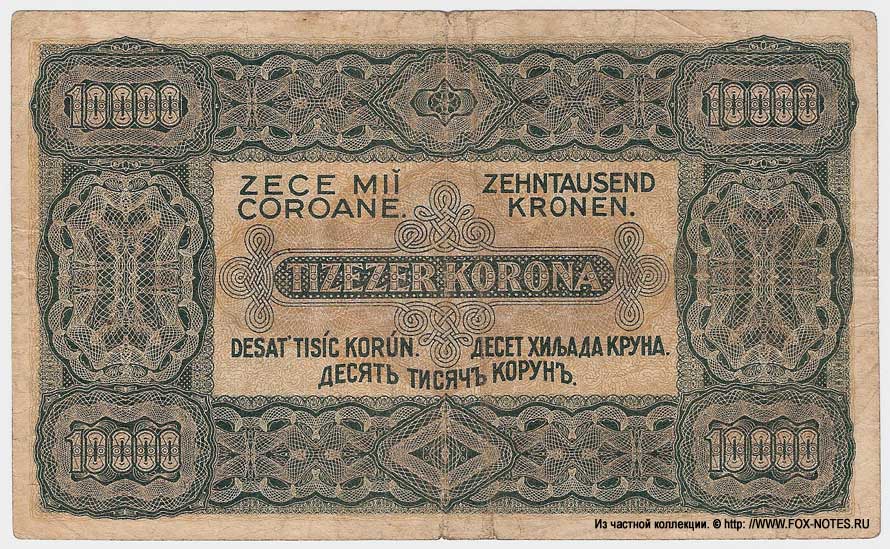 10000 10000
ZECE MIĬ
COROANE.
ZEHNTAUSEND
KRONEN.
TIZEZER KORONA
DESAŤ TISÍC KORÚN.
ДЕСЕТ ХИЉАДА КРУНА.
ДЕСЯТЬ ТИСЯЧЪ КОРУНЪ.
10000 10000
Из частной коллекции. © http: //WWW.FOX-NOTES.RU